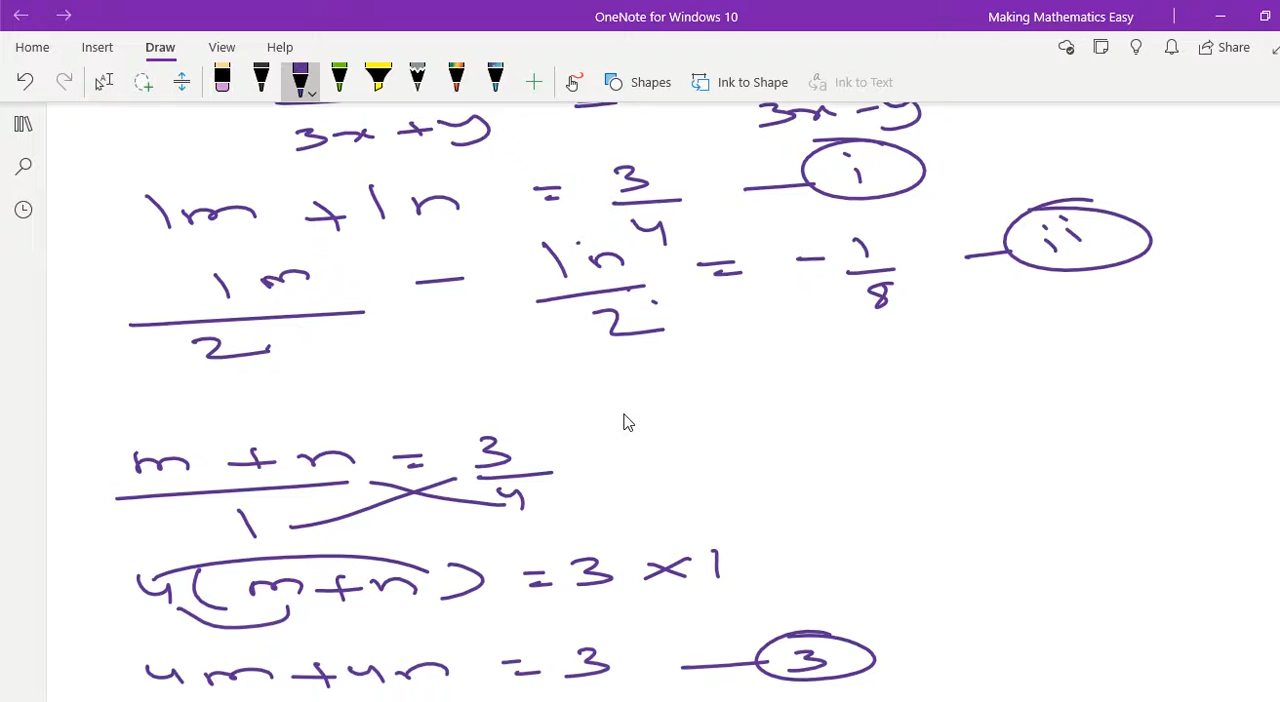 OneNote for Windows 10
Making Mathematics Easy
Home Insert Draw View Help
Share
Shapes Ink to Shape Ink to Text
3x + y = 3x - y
1m + 1n = 3/4 — i
1m/2 - 1n/2 = - 1/8 — ii
m + n / 1 = 3/4
4(m+n) = 3 × 1
4m+4n = 3 — 3